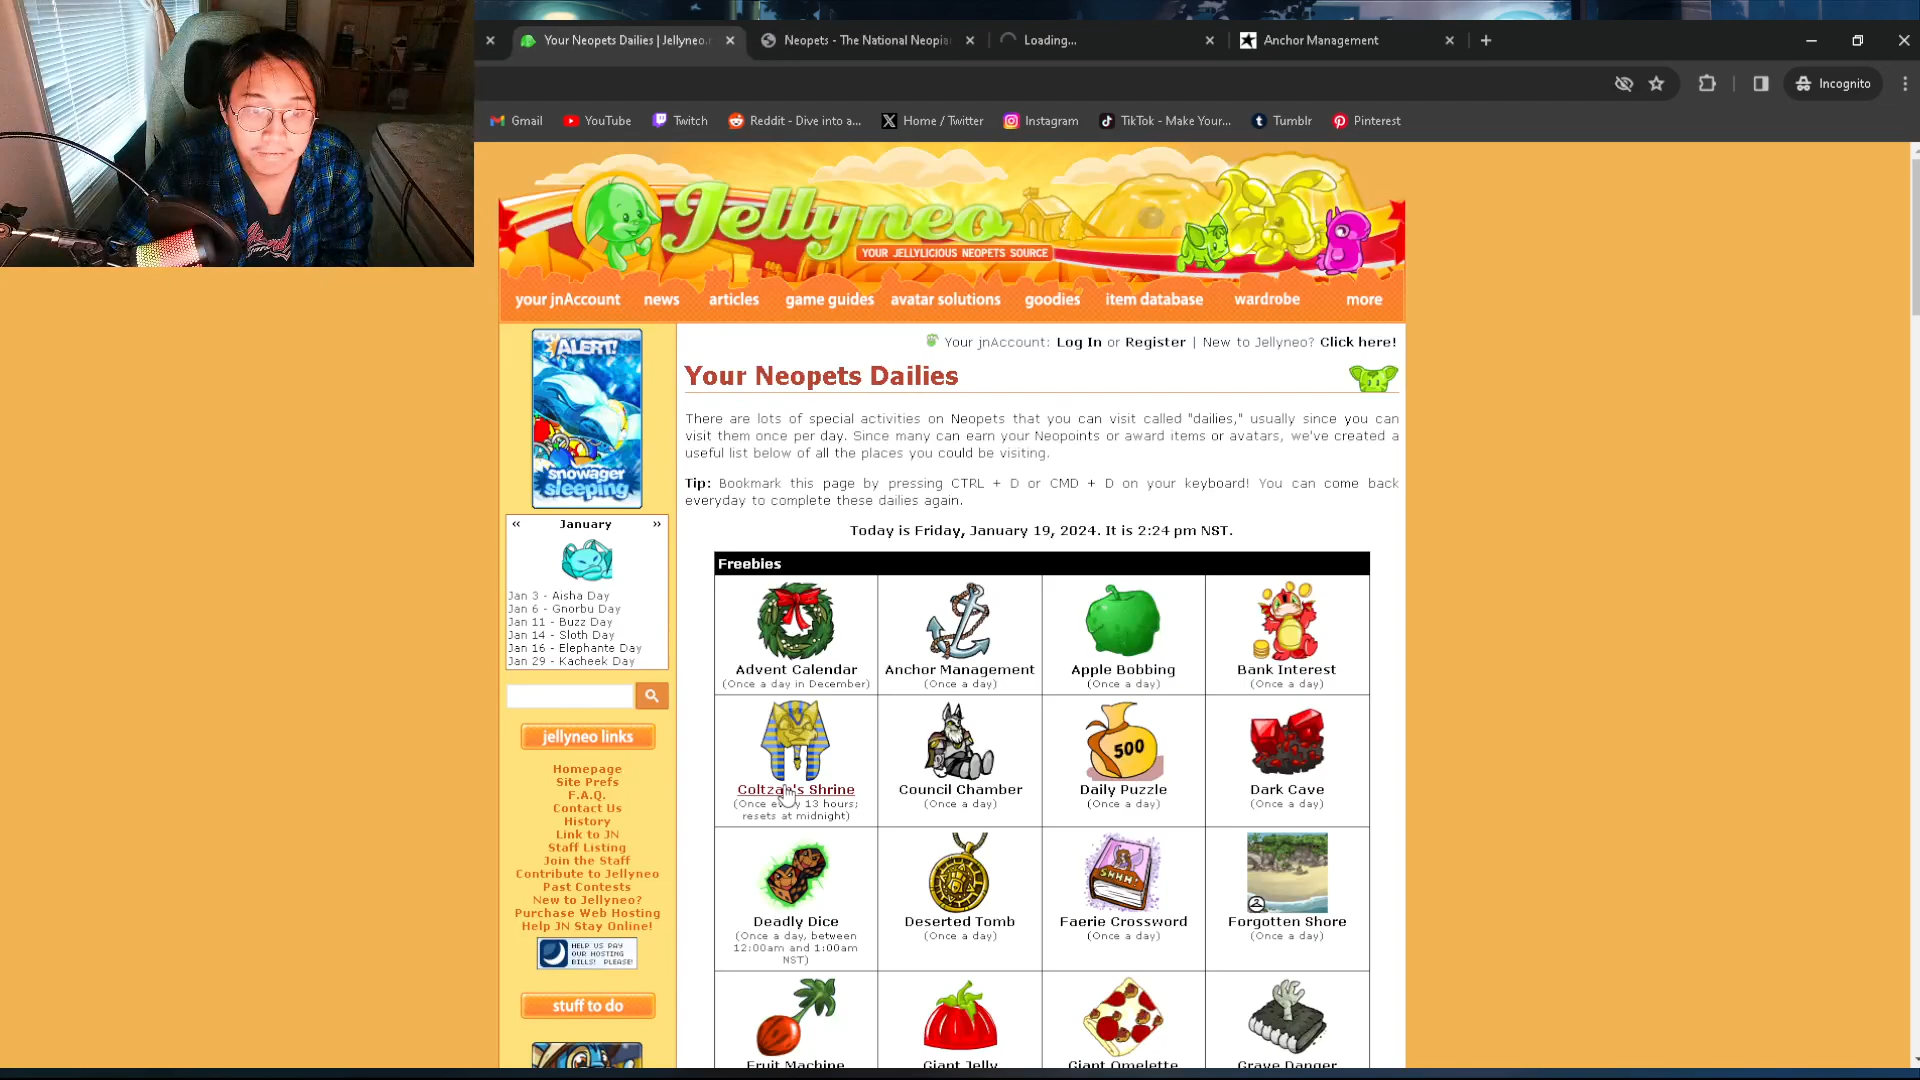 Your Neopets Dailies | Jellyneo.
Neopets - The National Neopia
Loading...
Anchor Management
Incognito
Gmail
YouTube
Twitch
Reddit - Dive into a...
Home / Twitter
Instagram
TikTok - Make Your...
Tumblr
Pinterest
Jellyneo
YOUR JELLYLICIOUS NEOPETS SOURCE
your jnAccount
news
articles
game guides
avatar solutions
goodies
item database
wardrobe
more
ALERT!
snowager
sleeping
« January »
Jan 3 - Aisha Day
Jan 6 - Gnorbu Day
Jan 11 - Buzz Day
Jan 14 - Sloth Day
Jan 16 - Elephante Day
Jan 29 - Kacheek Day
jellyneo links
Homepage
Site Prefs
F.A.Q.
Contact Us
History
Link to JN
Staff Listing
Join the Staff
Contribute to Jellyneo
Past Contests
New to Jellyneo?
Purchase Web Hosting
Help JN Stay Online!
HELP US PAY
OUR HOSTING
BILLS! PLEASE!
stuff to do
Your jnAccount: Log In or Register | New to Jellyneo? Click here!
Your Neopets Dailies
There are lots of special activities on Neopets that you can visit called "dailies," usually since you can
visit them once per day. Since many can earn your Neopoints or award items or avatars, we've created a
useful list below of all the places you could be visiting.
Tip: Bookmark this page by pressing CTRL + D or CMD + D on your keyboard! You can come back
everyday to complete these dailies again.
Today is Friday, January 19, 2024. It is 2:24 pm NST.
Freebies
Advent Calendar
(Once a day in December)
Anchor Management
(Once a day)
Apple Bobbing
(Once a day)
Bank Interest
(Once a day)
Coltzan's Shrine
(Once every 13 hours;
resets at midnight)
Council Chamber
(Once a day)
500
Daily Puzzle
(Once a day)
Dark Cave
(Once a day)
Deadly Dice
(Once a day, between
12:00am and 1:00am
NST)
Deserted Tomb
(Once a day)
SHHH!
Faerie Crossword
(Once a day)
Forgotten Shore
(Once a day)
Fruit Machine
Giant Jelly
Giant Omelette
Grave Danger